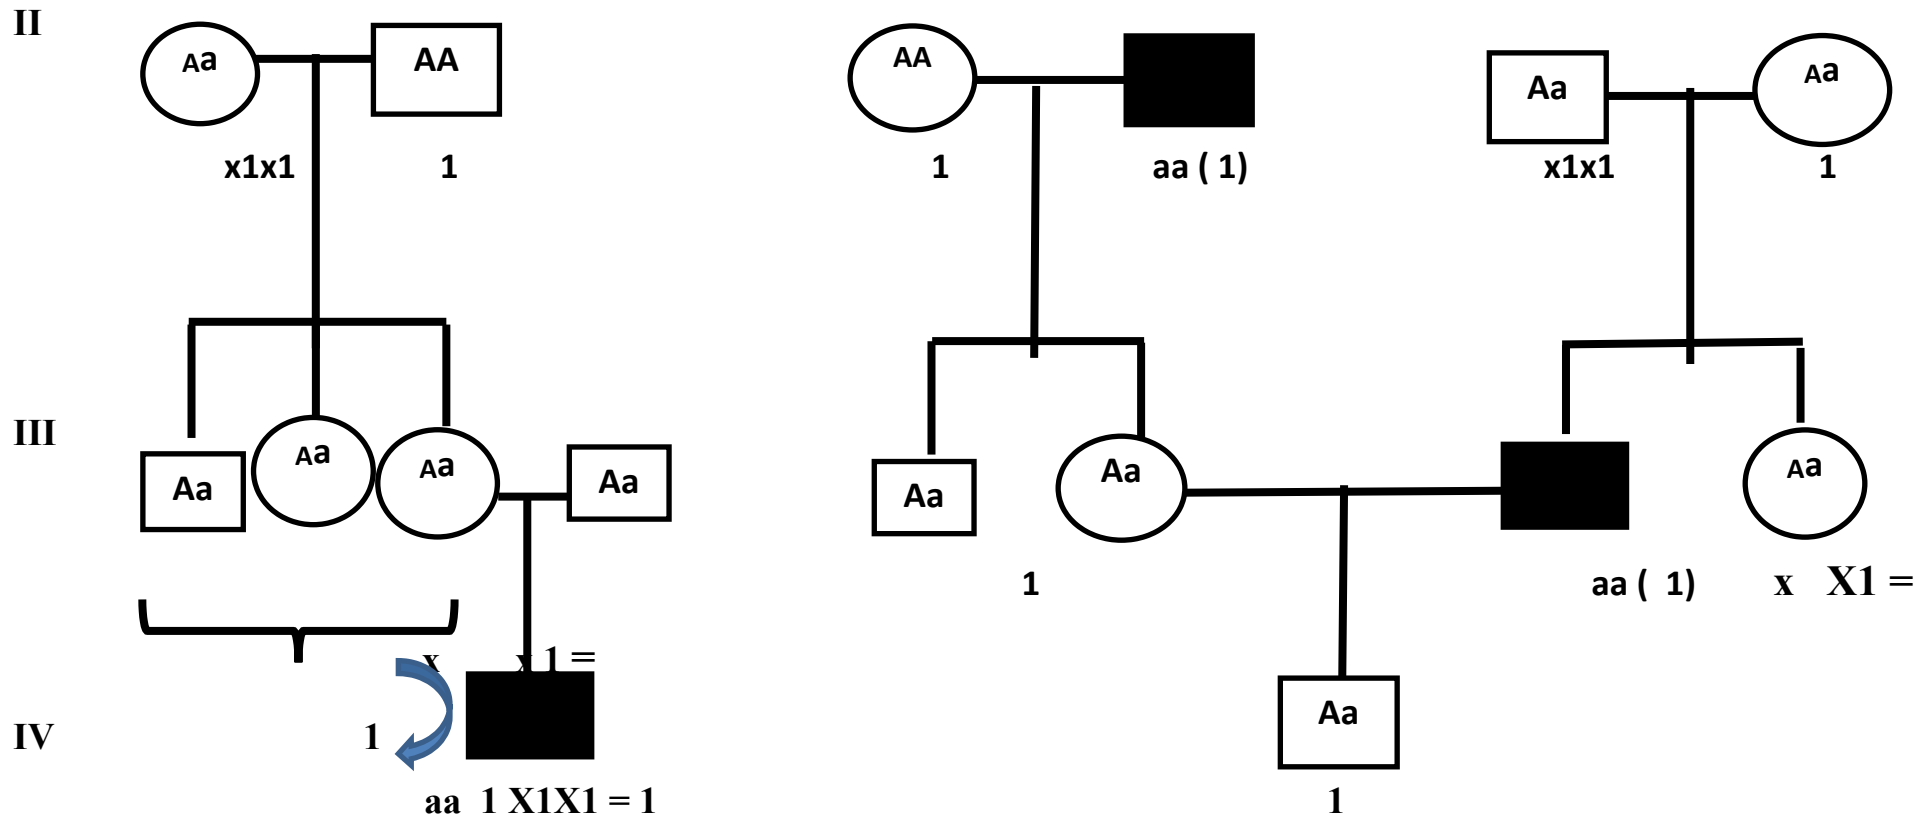 II
Aa AA AA Aa Aa
x1x1 1 1 aa ( 1) x1x1 1
III
Aa Aa Aa Aa Aa Aa Aa
1 aa ( 1) x X1 =
x x 1 =
IV
1 Aa
aa 1 X1X1 = 1 1